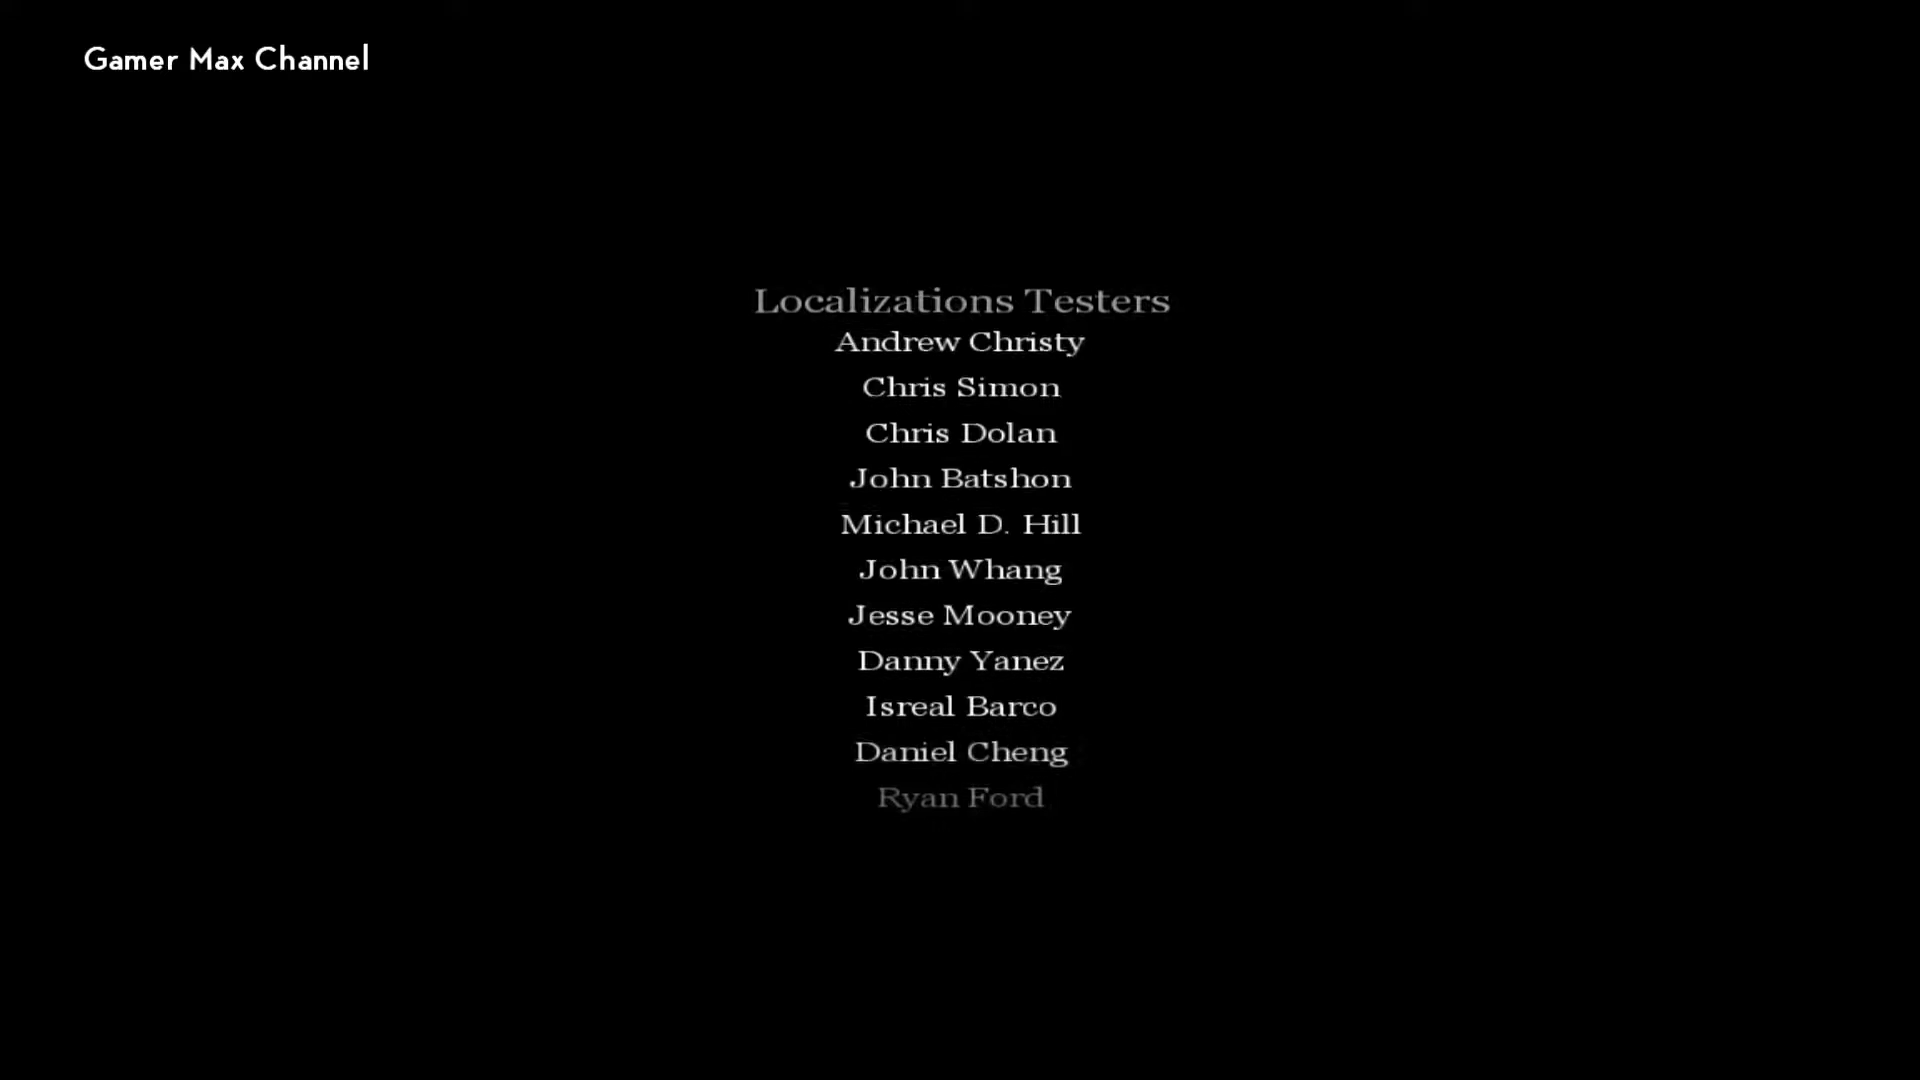 Gamer Max Channel
Localizations Testers
Andrew Christy
Chris Simon
Chris Dolan
John Batshon
Michael D. Hill
John Whang
Jesse Mooney
Danny Yanez
Isreal Barco
Daniel Cheng
Ryan Ford